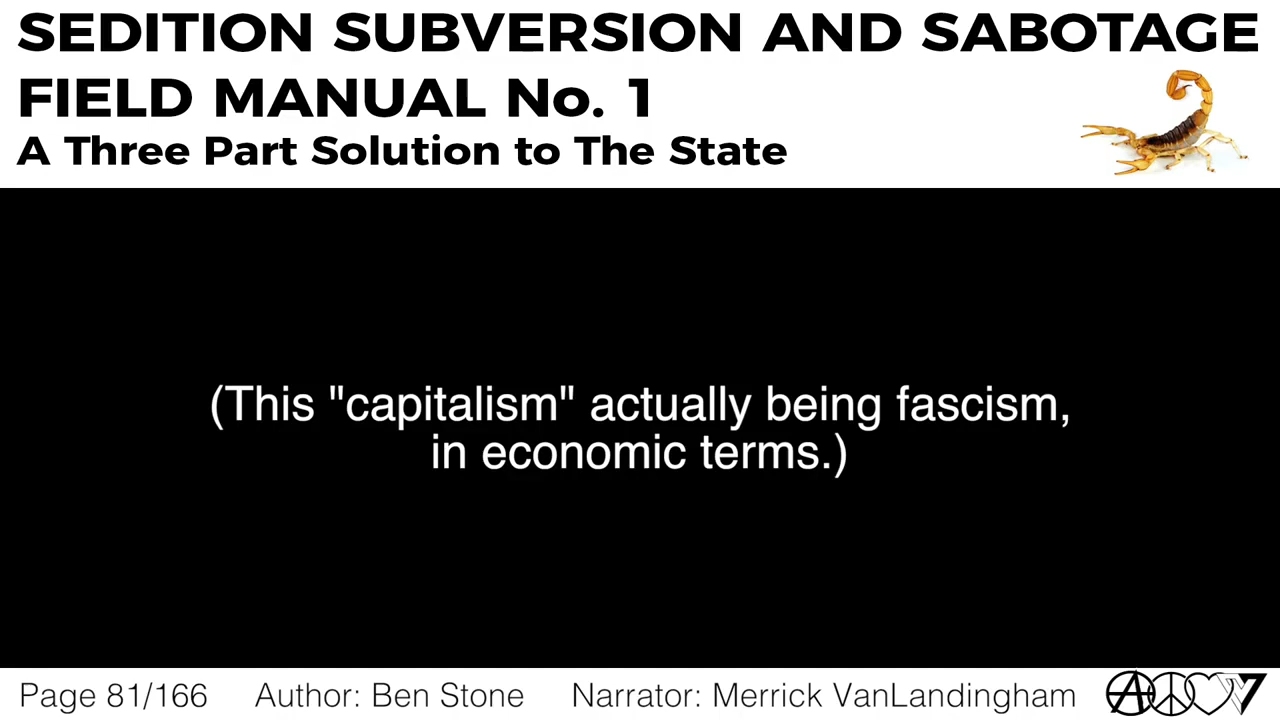 SEDITION SUBVERSION AND SABOTAGE
FIELD MANUAL No. 1
A Three Part Solution to The State
(This "capitalism" actually being fascism,
in economic terms.)
Page 81/166 Author: Ben Stone Narrator: Merrick VanLandingham